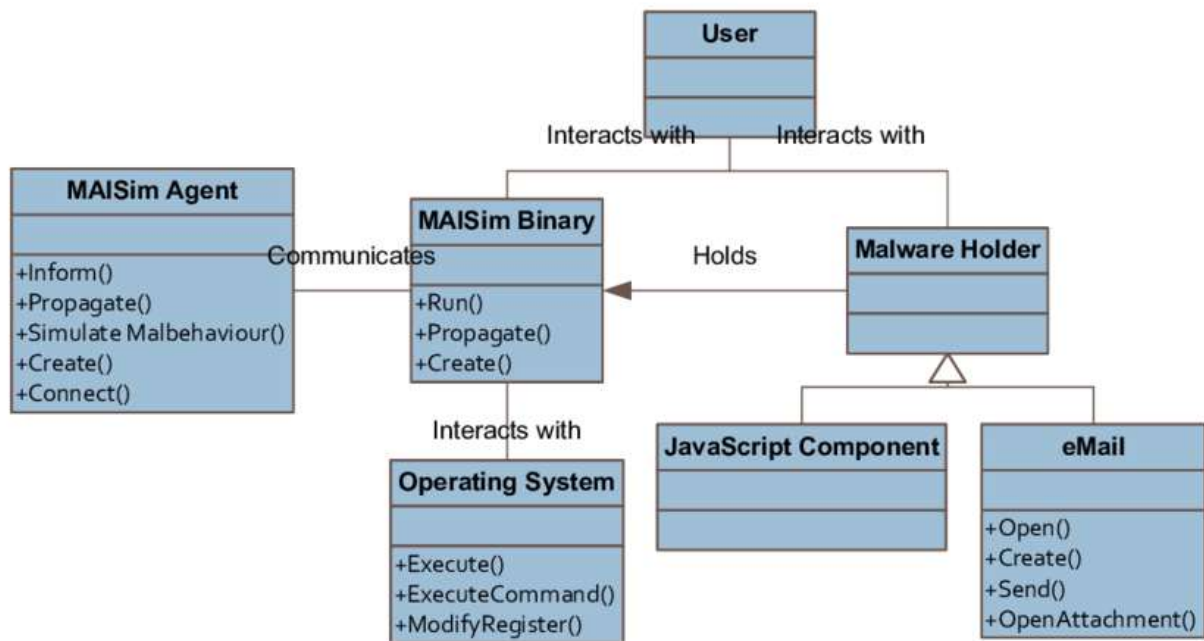 User
Interacts with
Interacts with
MAISim Agent
+Inform()
+Propagate()
+Simulate Malbehaviour()
+Create()
+Connect()
Communicates
MAISim Binary
+Run()
+Propagate()
+Create()
Holds
Malware Holder
Interacts with
Operating System
+Execute()
+ExecuteCommand()
+ModifyRegister()
JavaScript Component
eMail
+Open()
+Create()
+Send()
+OpenAttachment()